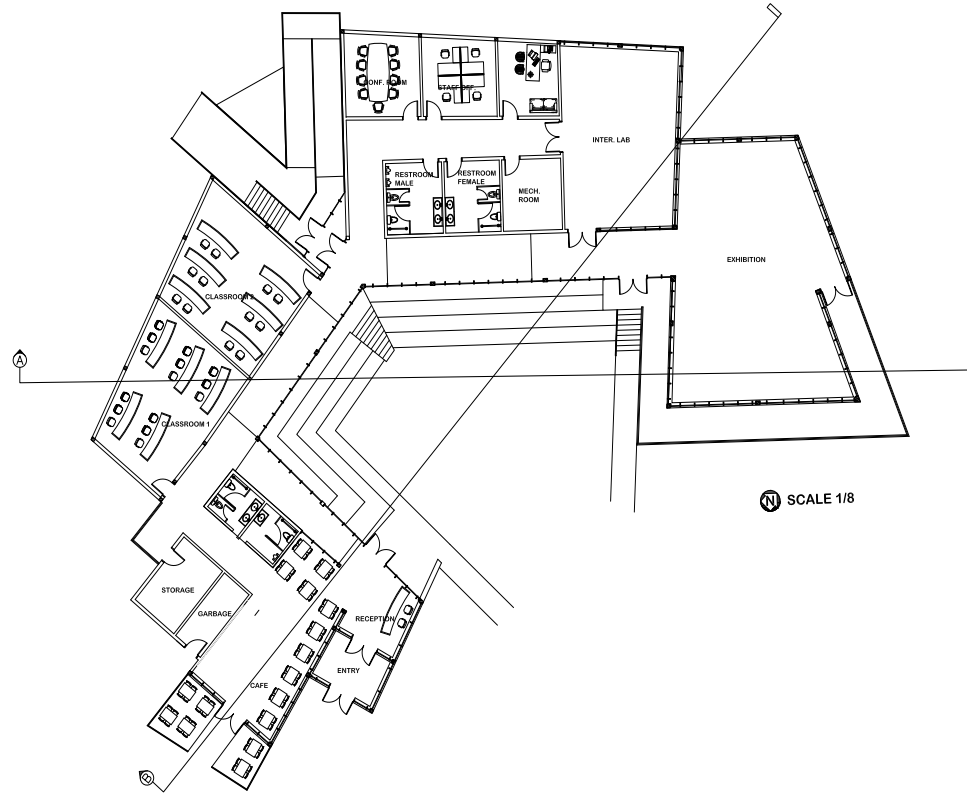 CONF. ROOM
STAFF OFF.
INTER. LAB
RESTROOM
MALE
RESTROOM
FEMALE
MECH.
ROOM
EXHIBITION
CLASSROOM 2
A
CLASSROOM 1
N SCALE 1/8
STORAGE
GARBAGE
RECEPTION
ENTRY
CAFE
B